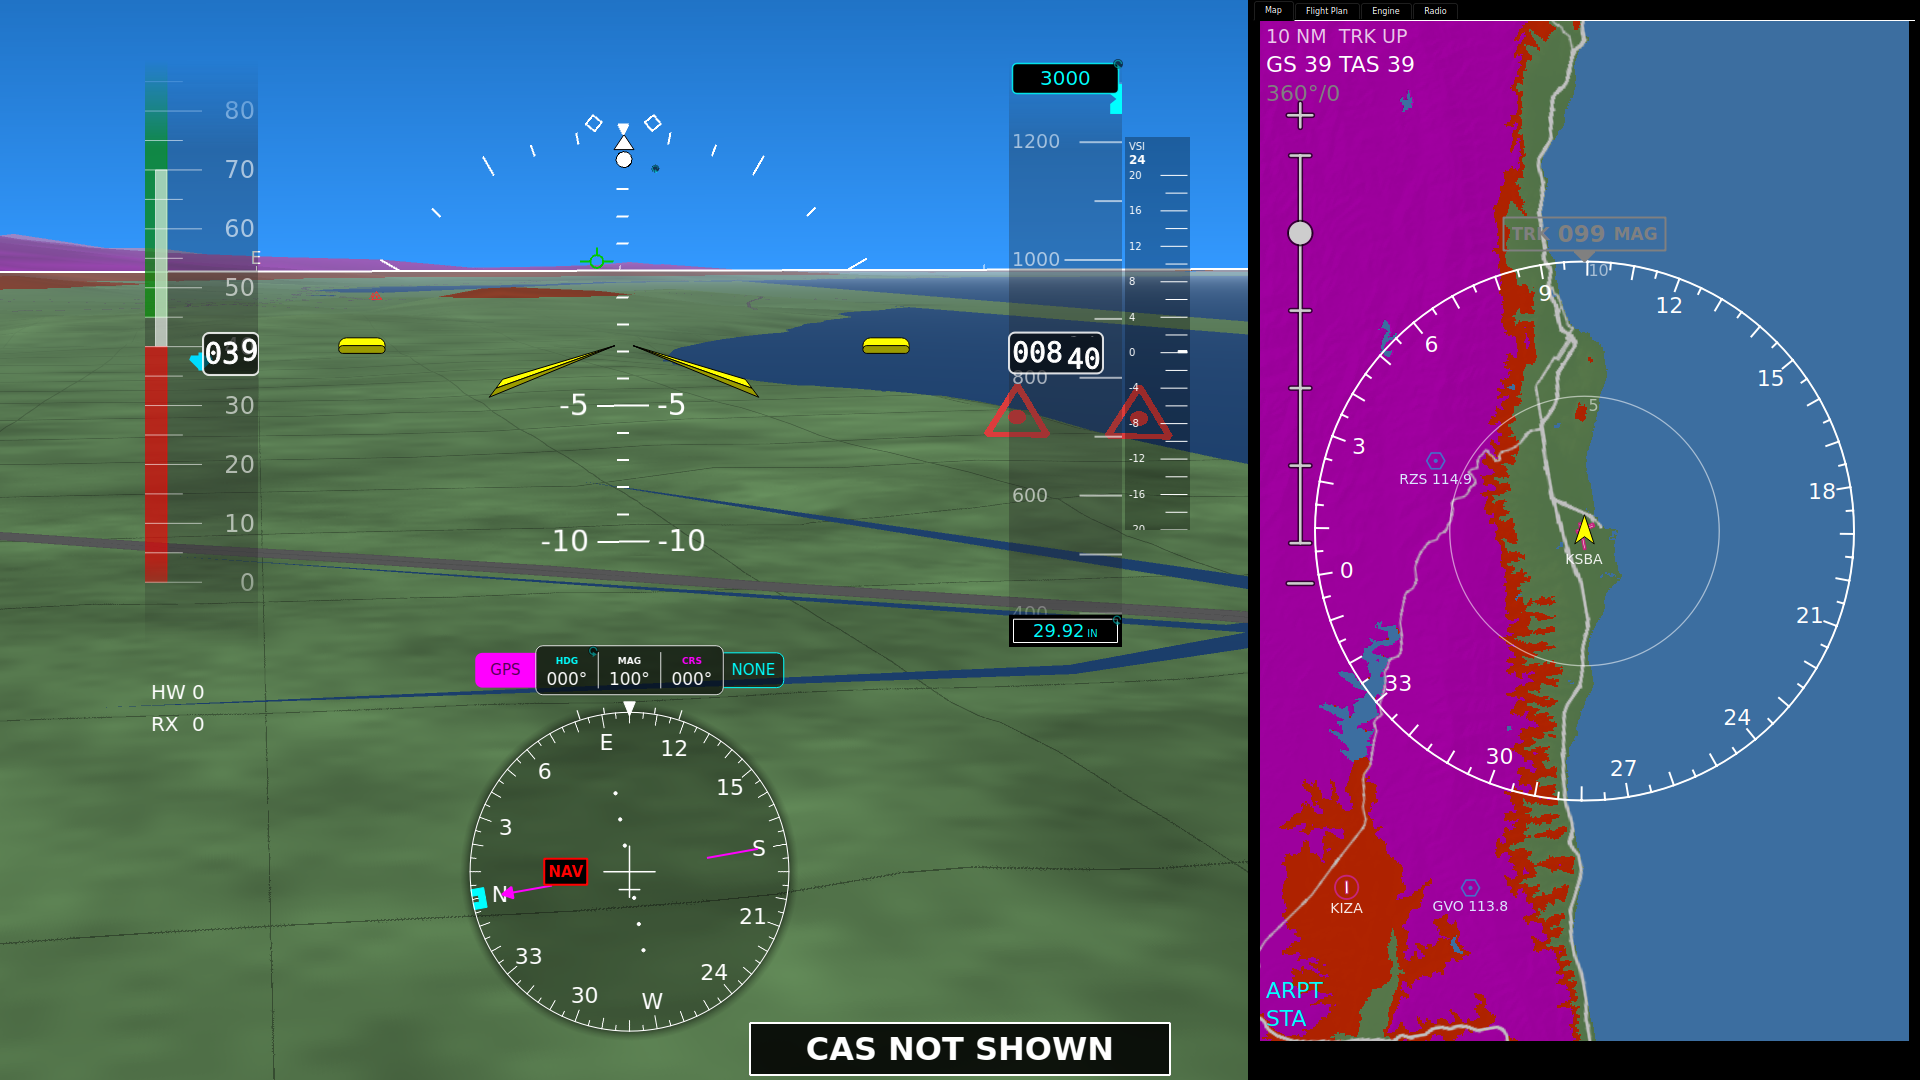 Map
Flight Plan
Engine
Radio
10 NM TRK UP
GS 39 TAS 39
360°/0
TRK 099 MAG
10
9
12
6
15
5
3
RZS 114.9
18
KSBA
0
21
33
24
30
27
KIZA
GVO 113.8
ARPT
STA
80
70
60
50
30
20
10
0
039
E
-5 -5
-10 -10
3000
1200
1000
800
600
400
008 40
VSI
24
20
16
12
8
4
0
-4
-8
-12
-16
-20
29.92 IN
GPS
HDG
000°
MAG
100°
CRS
000°
NONE
HW 0
RX 0
E
12
6
15
3
S
NAV
N
21
33
24
30
W
CAS NOT SHOWN